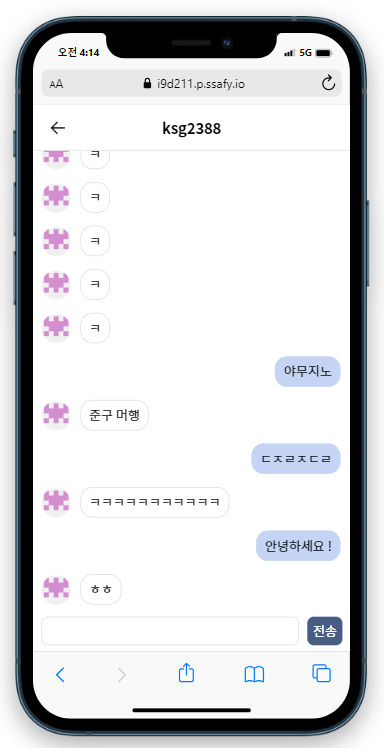 오전 4:14
5G
AA
i9d211.p.ssafy.io
ksg2388
ㅋ
ㅋ
ㅋ
ㅋ
ㅋ
야무지노
준구 머행
ㄷㅈㄹㅈㄷㄹ
ㅋㅋㅋㅋㅋㅋㅋㅋㅋㅋㅋ
안녕하세요 !
ㅎㅎ
전송